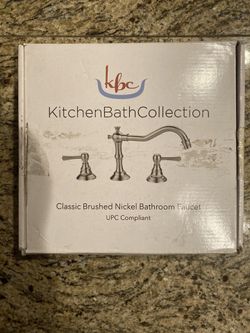 kbc
KitchenBathCollection
Classic Brushed Nickel Bathroom Faucet
UPC Compliant